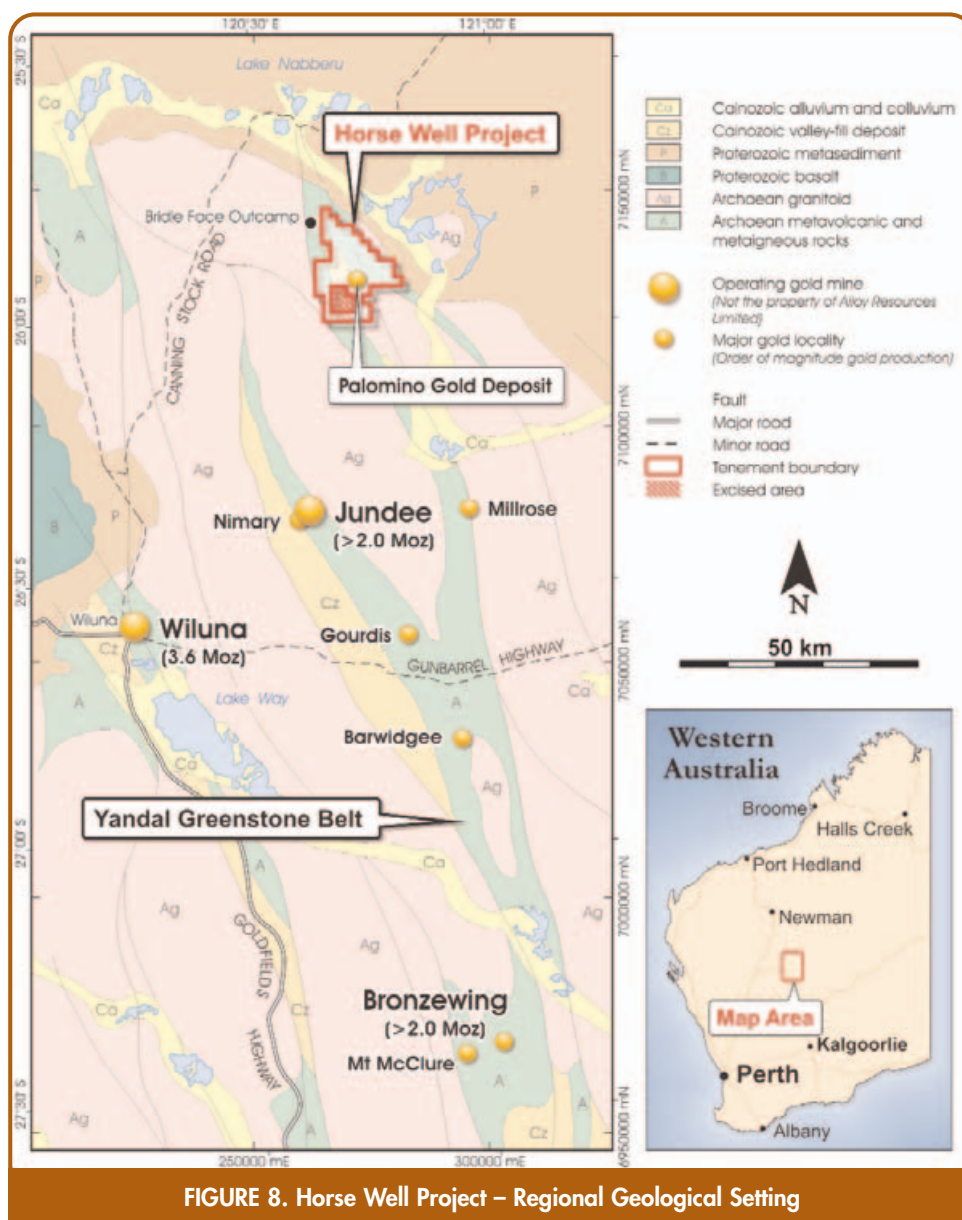 120°30' E
121°00' E
25°30' S
Lake Nabberu
Ca
Horse Well Project
P
7150000 mN
Bridle Face Outcamp
A
Ag
Ag
CANNING STOCK ROAD
P
26°00' S
Palomino Gold Deposit
7100000 mN
Ca
Ag
Ag
Nimary
Jundee
(>2.0 Moz)
Millrose
B
P
26°30' S
Ag
Cz
Wiluna
Wiluna
(3.6 Moz)
Gourdis
Cz
GUNBARREL HIGHWAY
7050000 mN
Ag
Lake Way
A
A
Ca
Barwidgee
Ca
Ag
Yandal Greenstone Belt
27°00' S
A
Ca
Ag
Ag
Ag
7000000 mN
GOLDFIELDS
HIGHWAY
Bronzewing
(>2.0 Moz)
Ca
Cz
A
Mt McClure
A
A
27°30' S
Ag
A
Cz
6950000 mN
250000 mE
300000 mE
Ca Cainozoic alluvium and colluvium
Cz Cainozoic valley-fill deposit
P Proterozoic metasediment
B Proterozoic basalt
Ag Archaean granitoid
A Archaean metavolcanic and
metaigneous rocks
Operating gold mine
(Not the property of Alloy Resources
Limited)
Major gold locality
(Order of magnitude gold production)
Fault
Major road
Minor road
Tenement boundary
Excised area
N
50 km
Western
Australia
Broome
Halls Creek
Port Hedland
Newman
Map Area
Kalgoorlie
Perth
Albany
FIGURE 8. Horse Well Project – Regional Geological Setting